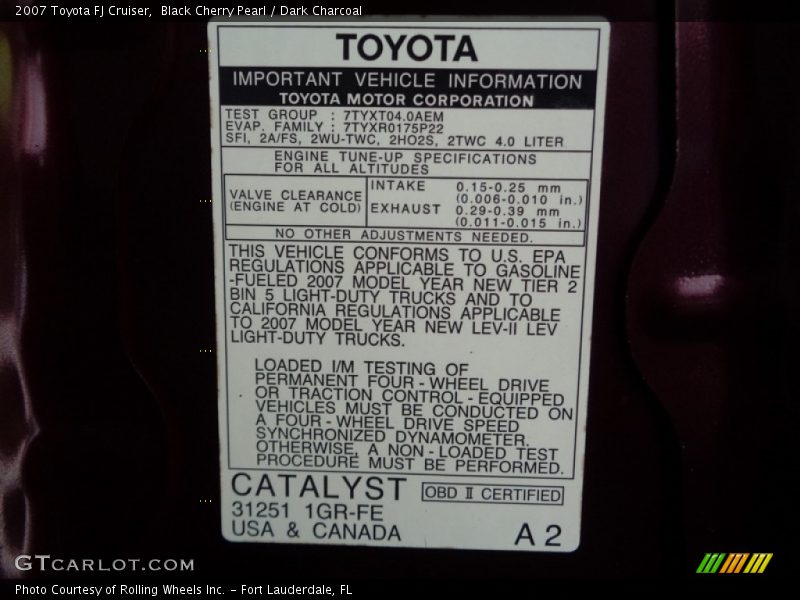 2007 Toyota FJ Cruiser, Black Cherry Pearl / Dark Charcoal
TOYOTA
IMPORTANT VEHICLE INFORMATION
TOYOTA MOTOR CORPORATION
TEST GROUP : 7TYXT04.0AEM
EVAP. FAMILY : 7TYXR0175P22
SFI, 2A/FS, 2WU-TWC, 2HO2S, 2TWC 4.0 LITER
ENGINE TUNE-UP SPECIFICATIONS
FOR ALL ALTITUDES
VALVE CLEARANCE
(ENGINE AT COLD)
INTAKE 0.15-0.25 mm
(0.006-0.010 in.)
EXHAUST 0.29-0.39 mm
(0.011-0.015 in.)
NO OTHER ADJUSTMENTS NEEDED.
THIS VEHICLE CONFORMS TO U.S. EPA
REGULATIONS APPLICABLE TO GASOLINE
-FUELED 2007 MODEL YEAR NEW TIER 2
BIN 5 LIGHT-DUTY TRUCKS AND TO
CALIFORNIA REGULATIONS APPLICABLE
TO 2007 MODEL YEAR NEW LEV-II LEV
LIGHT-DUTY TRUCKS.
LOADED I/M TESTING OF
PERMANENT FOUR-WHEEL DRIVE
OR TRACTION CONTROL-EQUIPPED
VEHICLES MUST BE CONDUCTED ON
A FOUR-WHEEL DRIVE SPEED
SYNCHRONIZED DYNAMOMETER.
OTHERWISE, A NON-LOADED TEST
PROCEDURE MUST BE PERFORMED.
CATALYST OBD II CERTIFIED
31251 1GR-FE
USA & CANADA A2
GTCARLOT.COM
Photo Courtesy of Rolling Wheels Inc. - Fort Lauderdale, FL